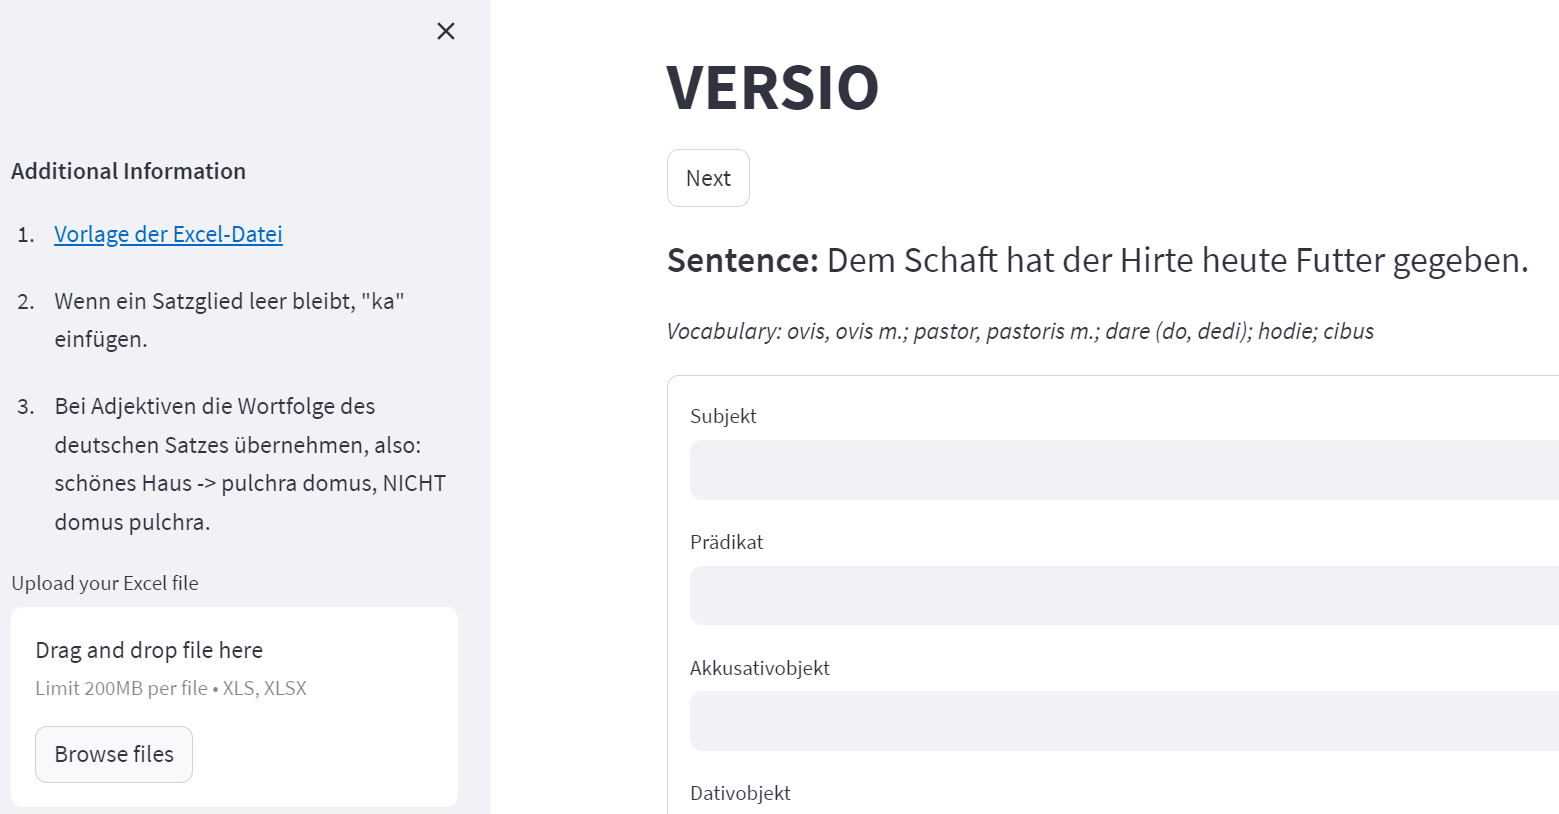 Additional Information
1. Vorlage der Excel-Datei
2. Wenn ein Satzglied leer bleibt, "ka"
einfügen.
3. Bei Adjektiven die Wortfolge des
deutschen Satzes übernehmen, also:
schönes Haus -> pulchra domus, NICHT
domus pulchra.
Upload your Excel file
Drag and drop file here
Limit 200MB per file • XLS, XLSX
Browse files
VERSIO
Next
Sentence: Dem Schaft hat der Hirte heute Futter gegeben.
Vocabulary: ovis, ovis m.; pastor, pastoris m.; dare (do, dedi); hodie; cibus
Subjekt
Prädikat
Akkusativobjekt
Dativobjekt